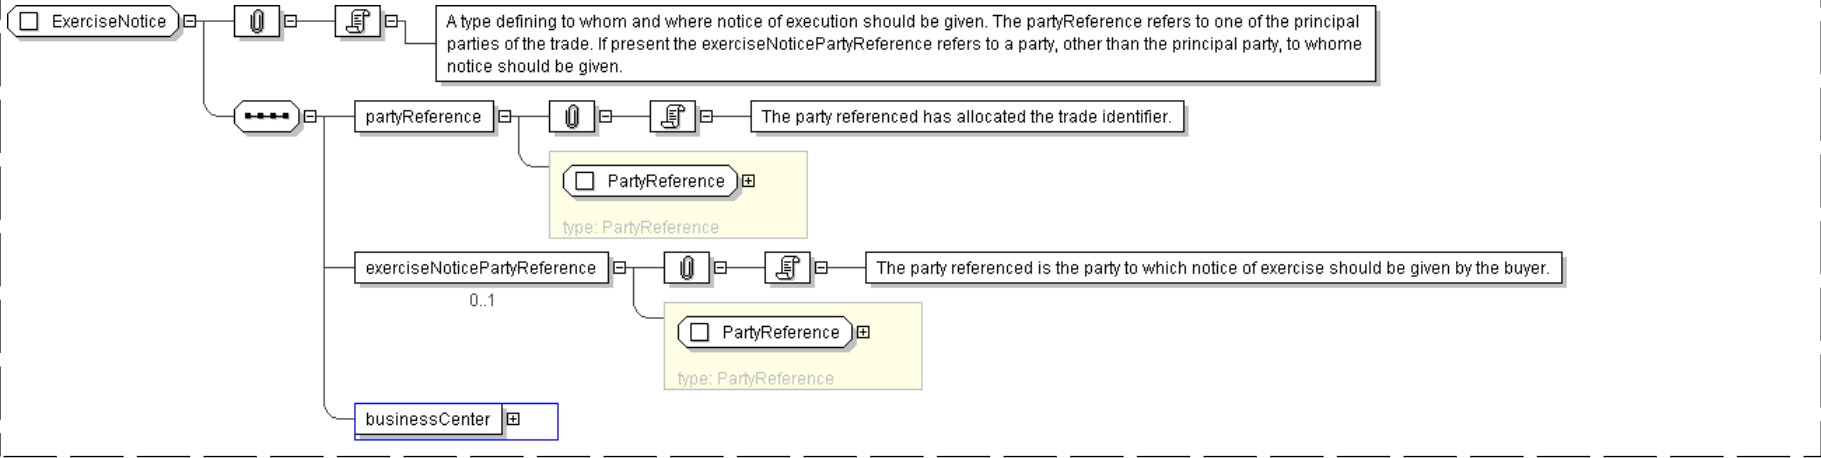 ExerciseNotice
A type defining to whom and where notice of execution should be given. The partyReference refers to one of the principal
parties of the trade. If present the exerciseNoticePartyReference refers to a party, other than the principal party, to whome
notice should be given.
partyReference
The party referenced has allocated the trade identifier.
PartyReference
type: PartyReference
exerciseNoticePartyReference
The party referenced is the party to which notice of exercise should be given by the buyer.
0..1
PartyReference
type: PartyReference
businessCenter